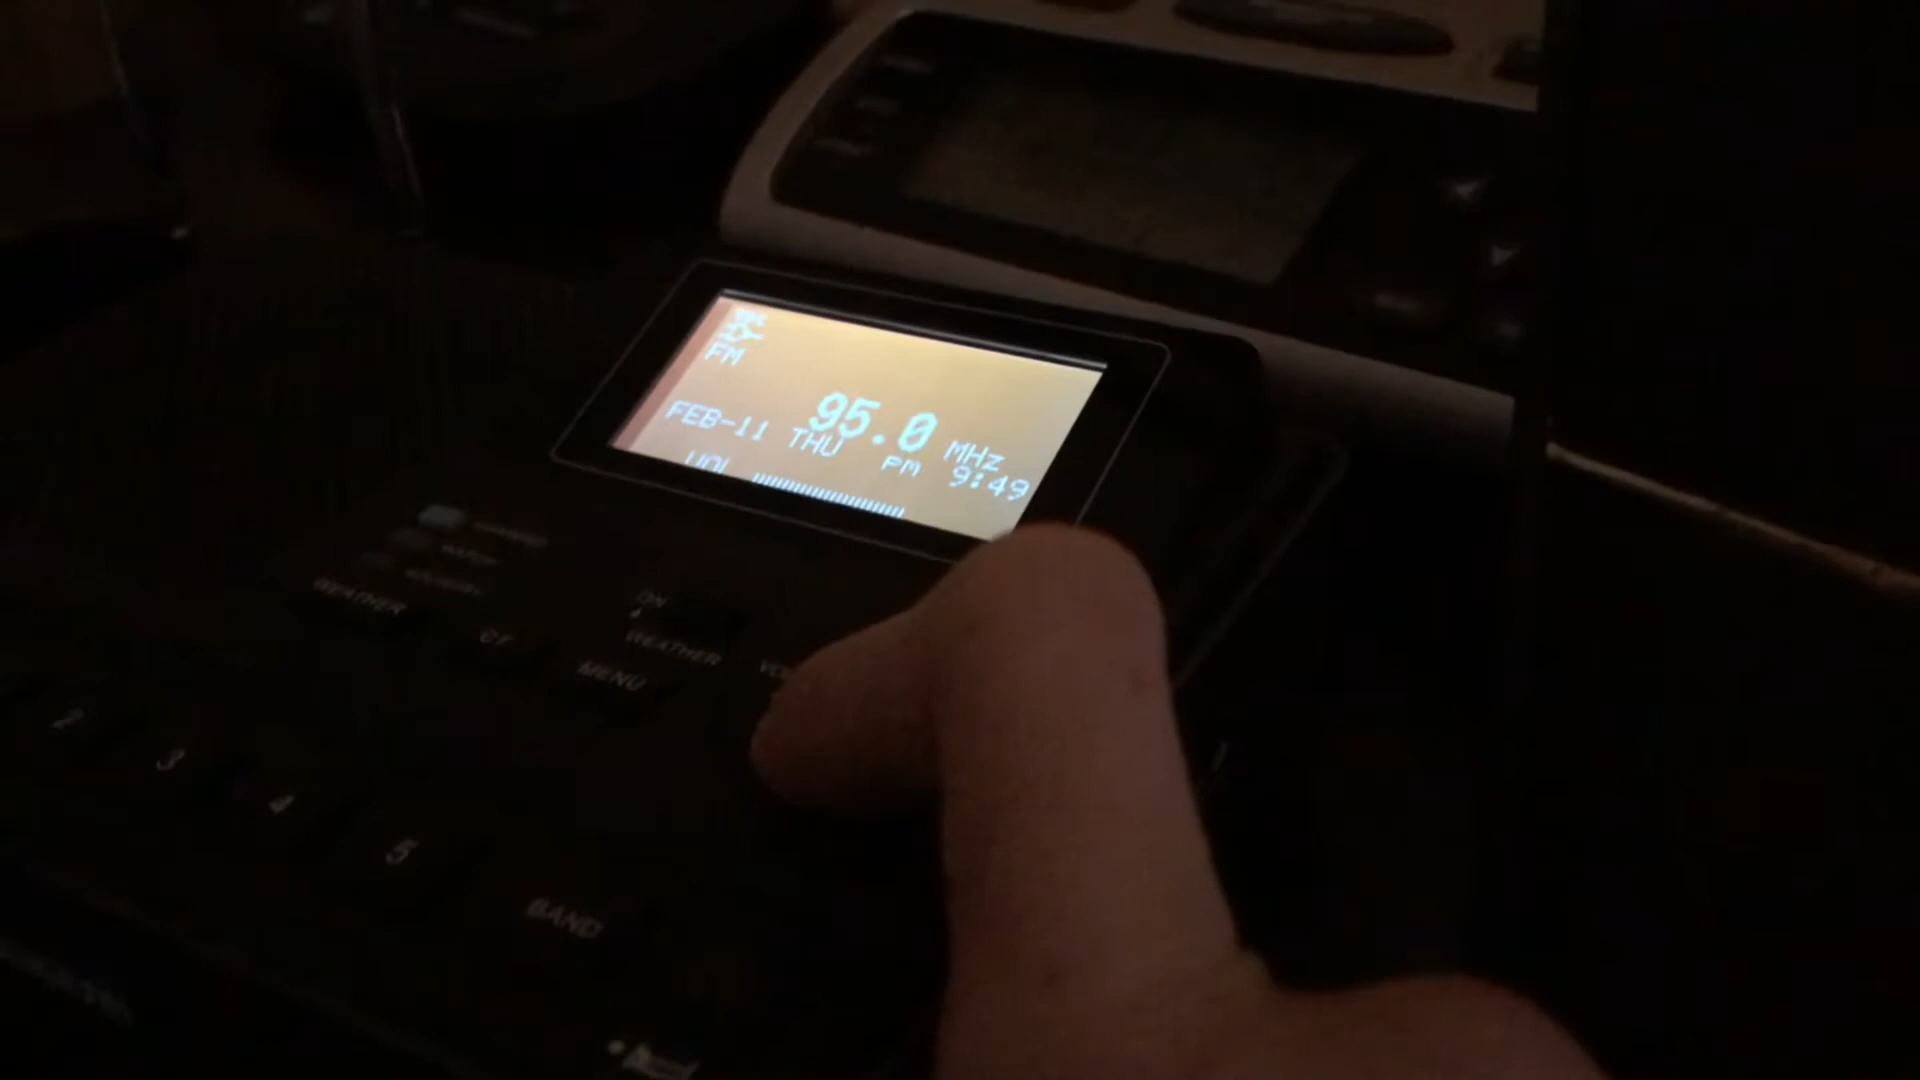 FM
95.0 MHz
FEB-11 THU PM 9:49
VOL
ON
WEATHER
WEATHER
MENU
2
3
4
5
BAND